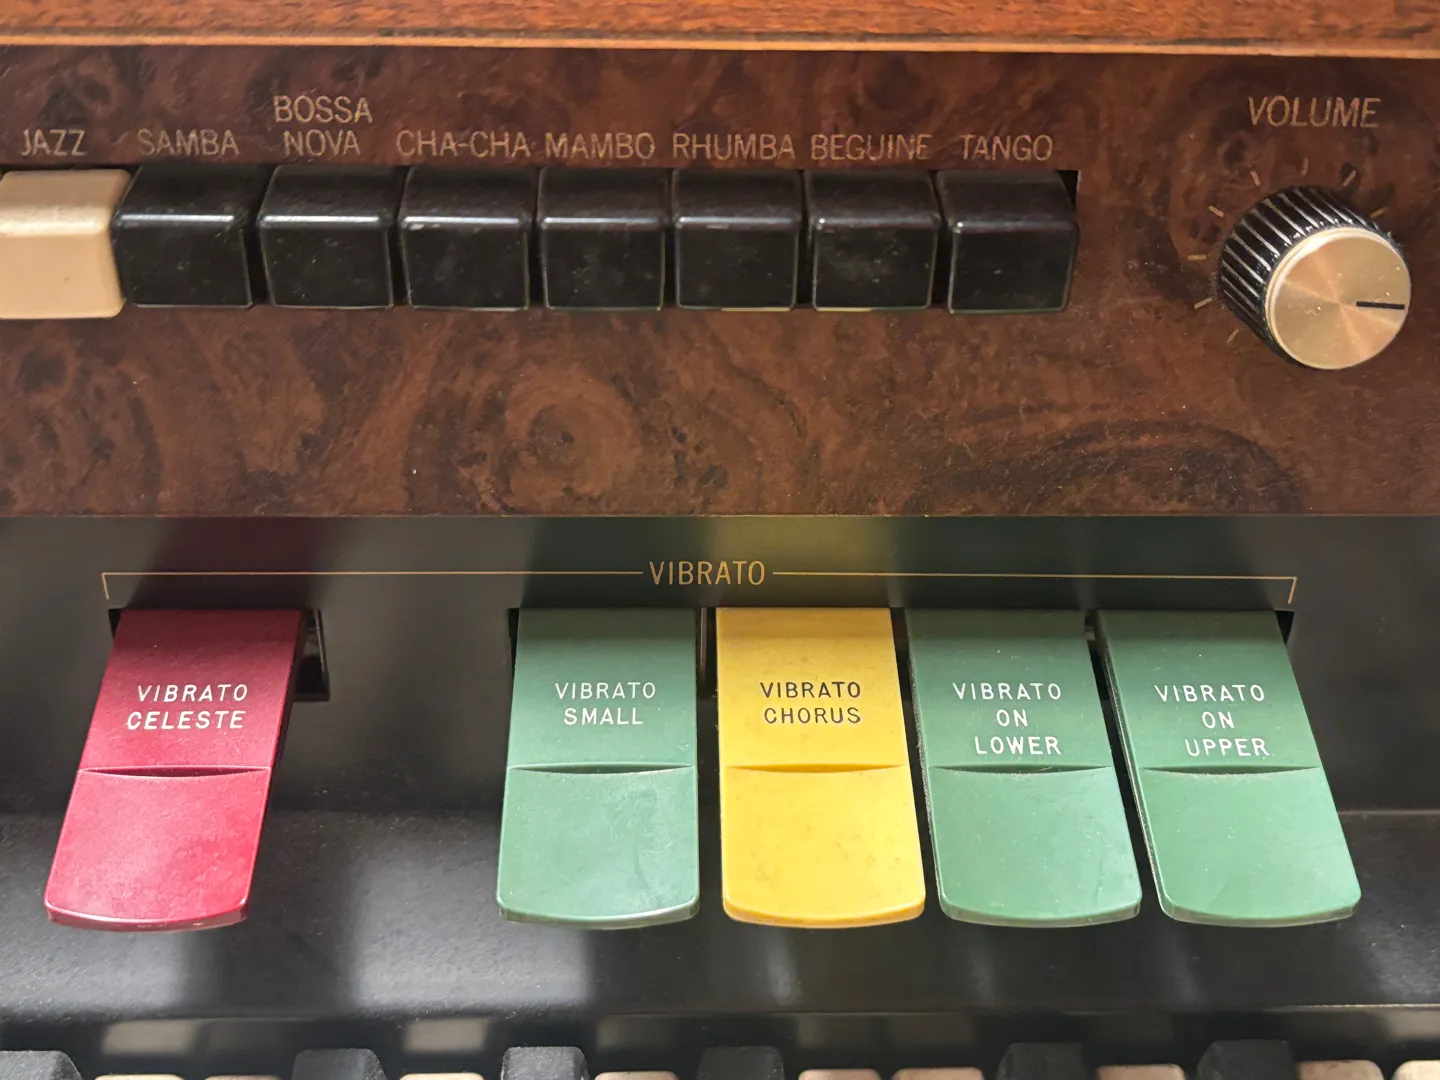 JAZZ
SAMBA
BOSSA
NOVA
CHA-CHA
MAMBO
RHUMBA
BEGUINE
TANGO
VOLUME
VIBRATO
VIBRATO
CELESTE
VIBRATO
SMALL
VIBRATO
CHORUS
VIBRATO
ON
LOWER
VIBRATO
ON
UPPER